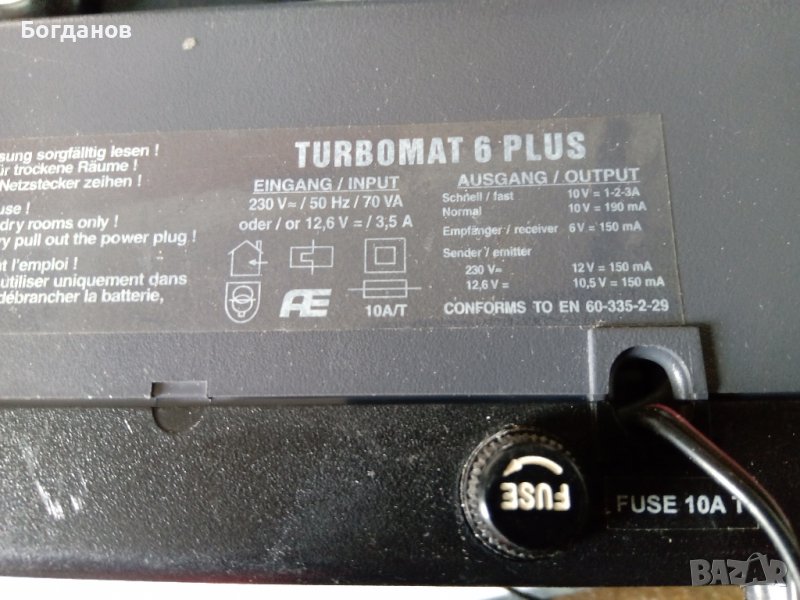 Богданов
TURBOMAT 6 PLUS
sung sorgfälltig lesen !
für trockene Räume !
Netzstecker zeihen !
use !
dry rooms only !
ry pull out the power plug !
t l'emploi !
utiliser uniquement dans
débrancher la batterie,
EINGANG / INPUT
230 V≂ / 50 Hz / 70 VA
oder / or 12,6 V = / 3,5 A
10A/T
AUSGANG / OUTPUT
Schnell / fast 10 V = 1-2-3A
Normal 10 V = 190 mA
Empfänger / receiver 6 V = 150 mA
Sender / emitter
230 V≂ 12 V = 150 mA
12,6 V = 10,5 V = 150 mA
CONFORMS TO EN 60-335-2-29
FUSE
FUSE 10A T
BAZAR